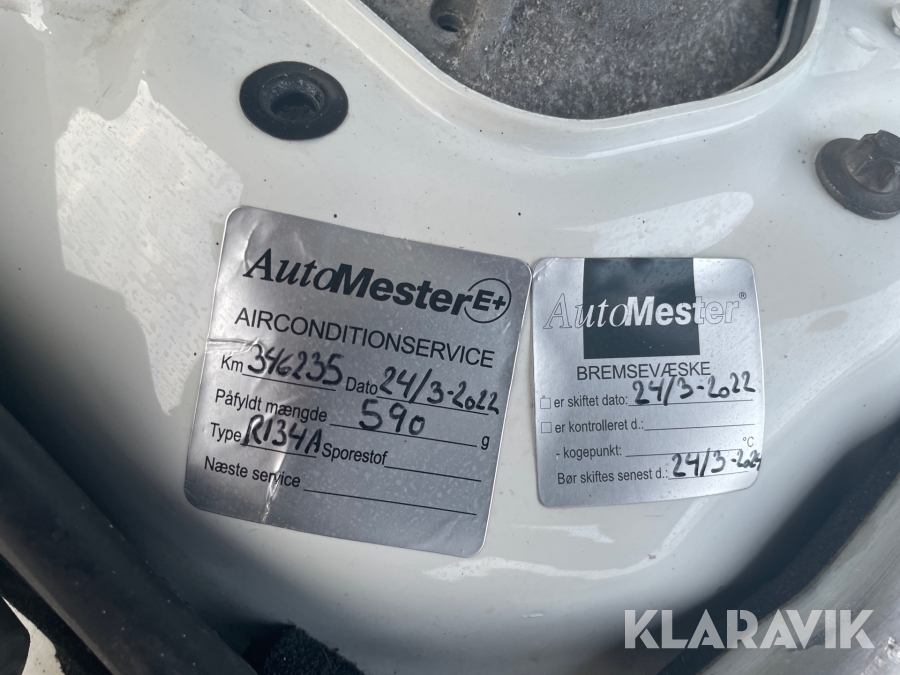 AutoMester E+
AIRCONDITIONSERVICE
Km 346235 Dato 24/3-2022
Påfyldt mængde 590 g
Type R134A Sporestof
Næste service
AutoMester®
BREMSEVÆSKE
er skiftet dato: 24/3-2022
er kontrolleret d.:
- kogepunkt: °C
Bør skiftes senest d.: 24/3-2024
KLARAVIK